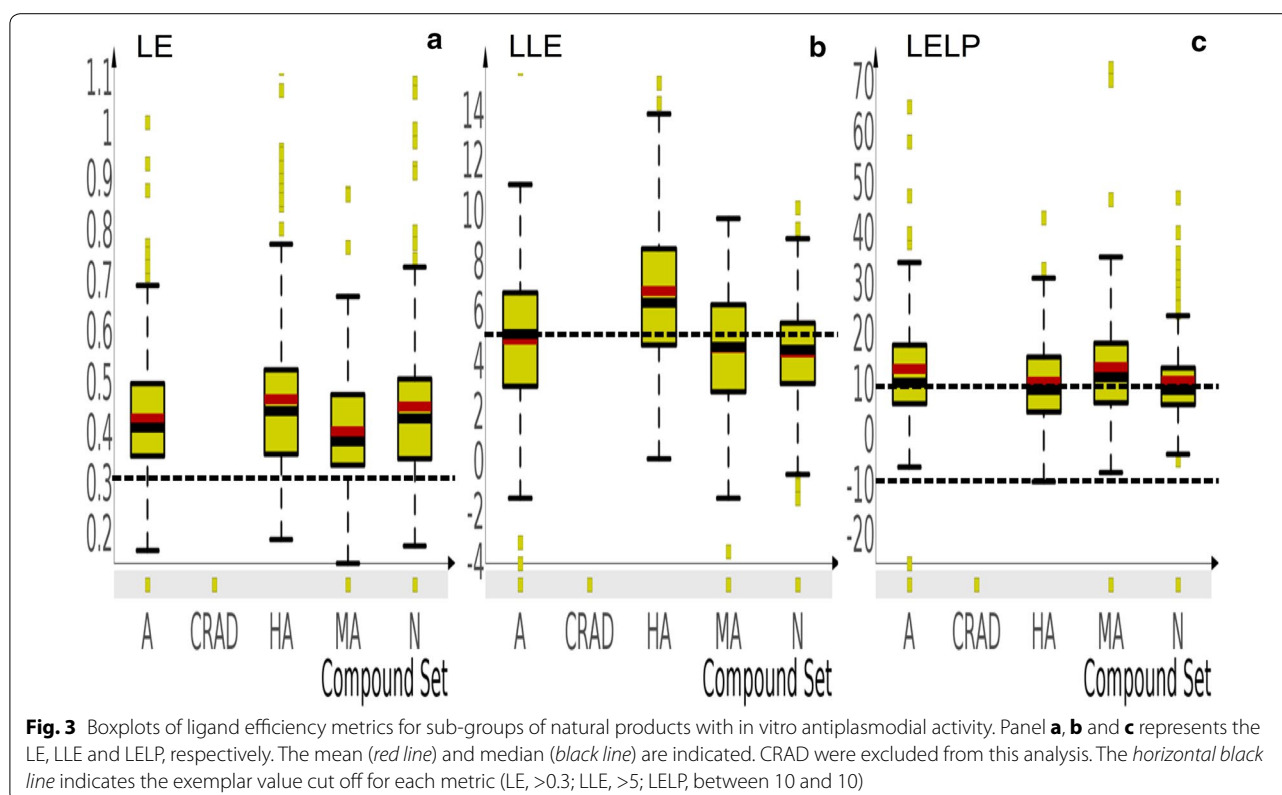 LE
a
1.1
1
0.9
0.8
0.7
0.6
0.5
0.4
0.3
0.2
A CRAD HA MA N
Compound Set
LLE
b
14
12
10
8
6
4
2
0
-2
-4
A CRAD HA MA N
Compound Set
LELP
c
70
60
50
40
30
20
10
0
-10
-20
A CRAD HA MA N
Compound Set
Fig. 3 Boxplots of ligand efficiency metrics for sub-groups of natural products with in vitro antiplasmodial activity. Panel a, b and c represents the
LE, LLE and LELP, respectively. The mean (red line) and median (black line) are indicated. CRAD were excluded from this analysis. The horizontal black
line indicates the exemplar value cut off for each metric (LE, >0.3; LLE, >5; LELP, between 10 and 10)